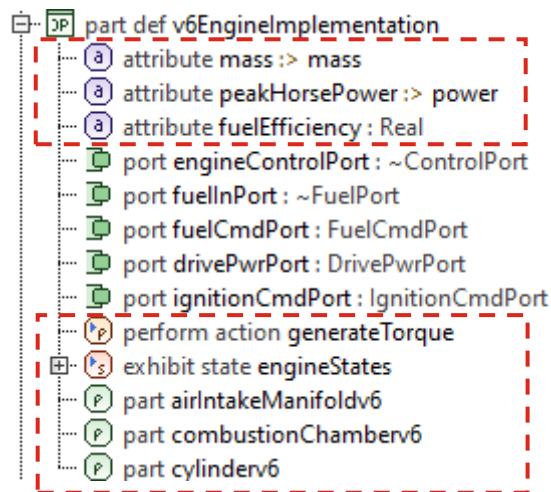 part def v6EngineImplementation
attribute mass :> mass
attribute peakHorsePower :> power
attribute fuelEfficiency : Real
port engineControlPort : ~ControlPort
port fuelInPort : ~FuelPort
port fuelCmdPort : FuelCmdPort
port drivePwrPort : DrivePwrPort
port ignitionCmdPort : IgnitionCmdPort
perform action generateTorque
exhibit state engineStates
part airIntakeManifoldv6
part combustionChamberv6
part cylinderv6